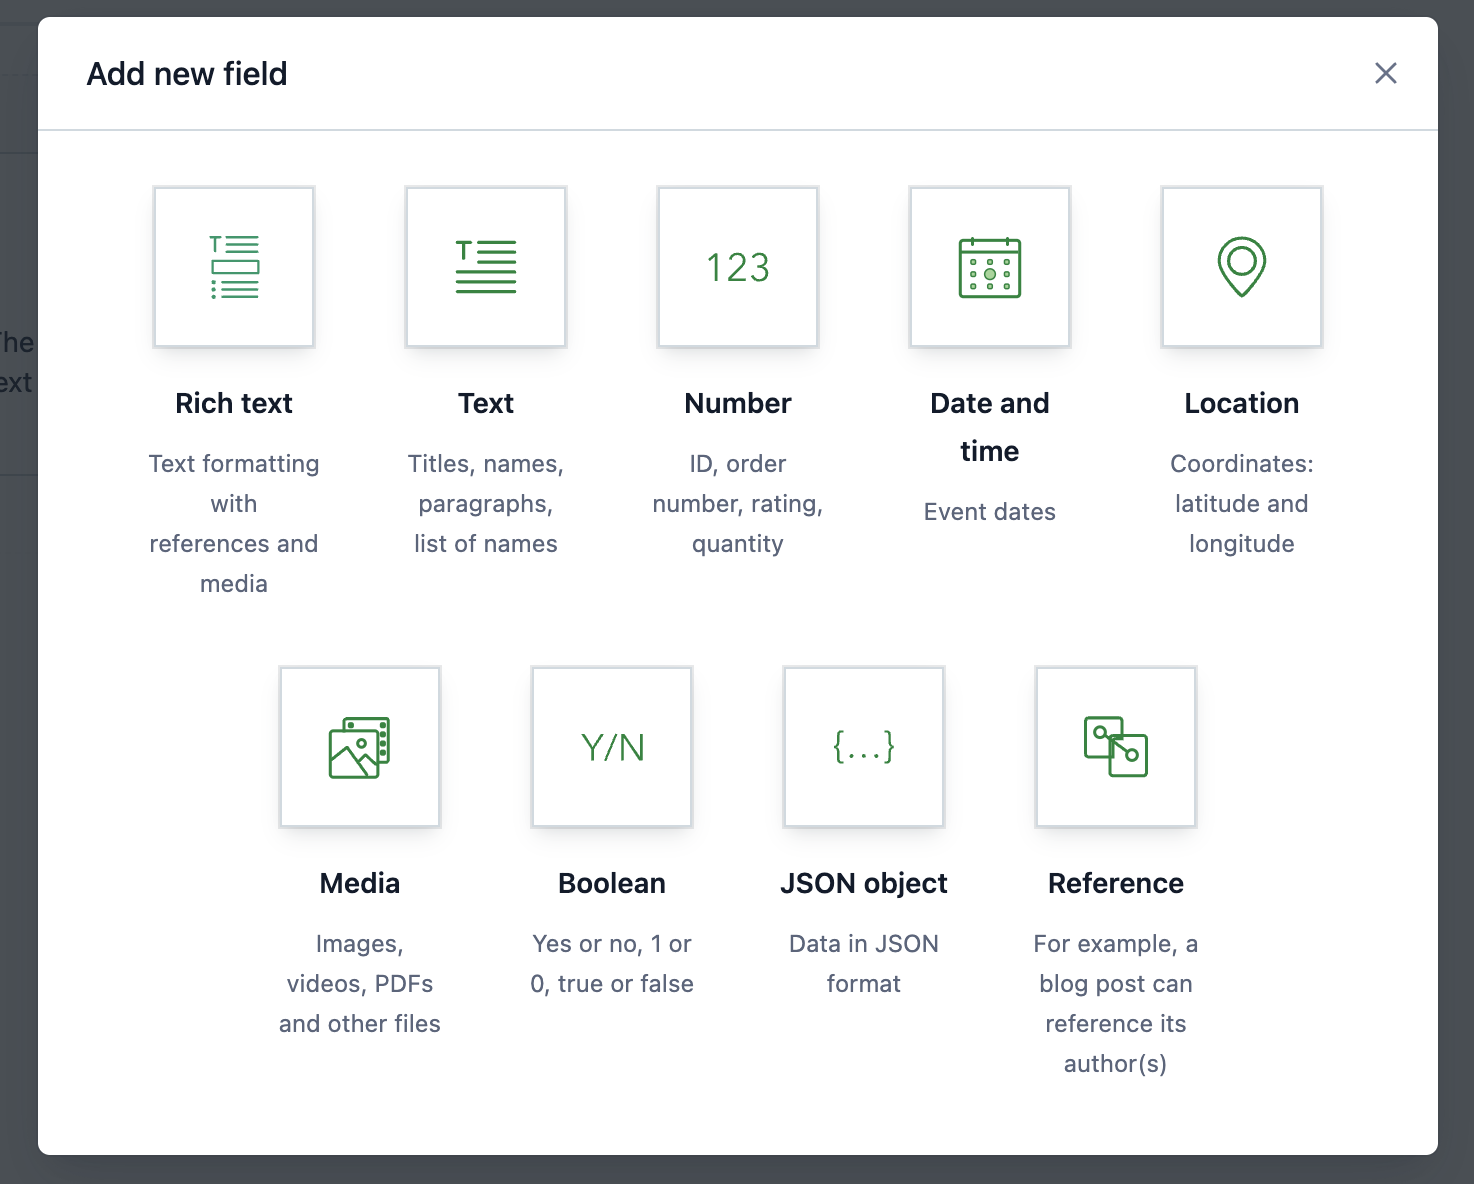 Add new field
The
ext
123
Rich text
Text
Number
Date and
time
Location
Text formatting
with
references and
media
Titles, names,
paragraphs,
list of names
ID, order
number, rating,
quantity
Event dates
Coordinates:
latitude and
longitude
Y/N
{...}
Media
Boolean
JSON object
Reference
Images,
videos, PDFs
and other files
Yes or no, 1 or
0, true or false
Data in JSON
format
For example, a
blog post can
reference its
author(s)